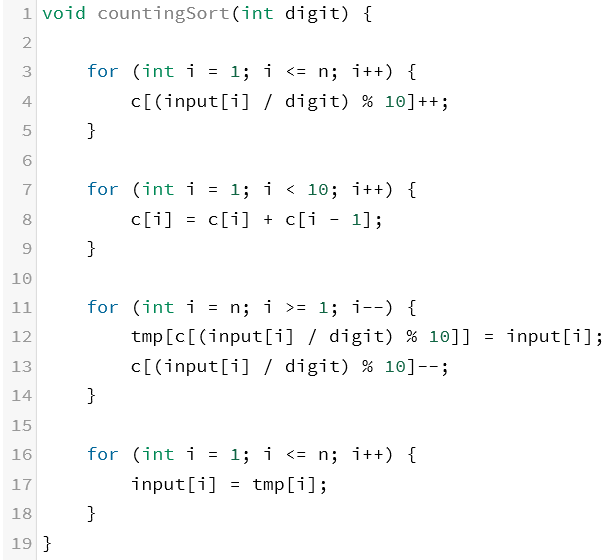 1 void countingSort(int digit) {
2
3 for (int i = 1; i <= n; i++) {
4 c[(input[i] / digit) % 10]++;
5 }
6
7 for (int i = 1; i < 10; i++) {
8 c[i] = c[i] + c[i - 1];
9 }
10
11 for (int i = n; i >= 1; i--) {
12 tmp[c[(input[i] / digit) % 10]] = input[i];
13 c[(input[i] / digit) % 10]--;
14 }
15
16 for (int i = 1; i <= n; i++) {
17 input[i] = tmp[i];
18 }
19 }